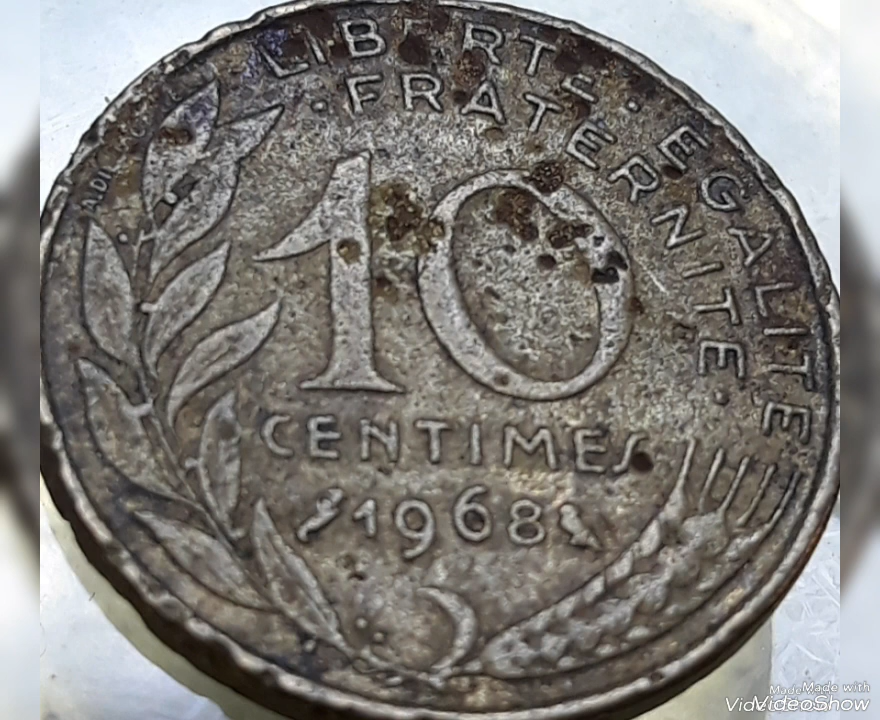 LIBERTE · EGALITE
· FRATERNITE ·
10
CENTIMES
1968
Made with
VideoShow